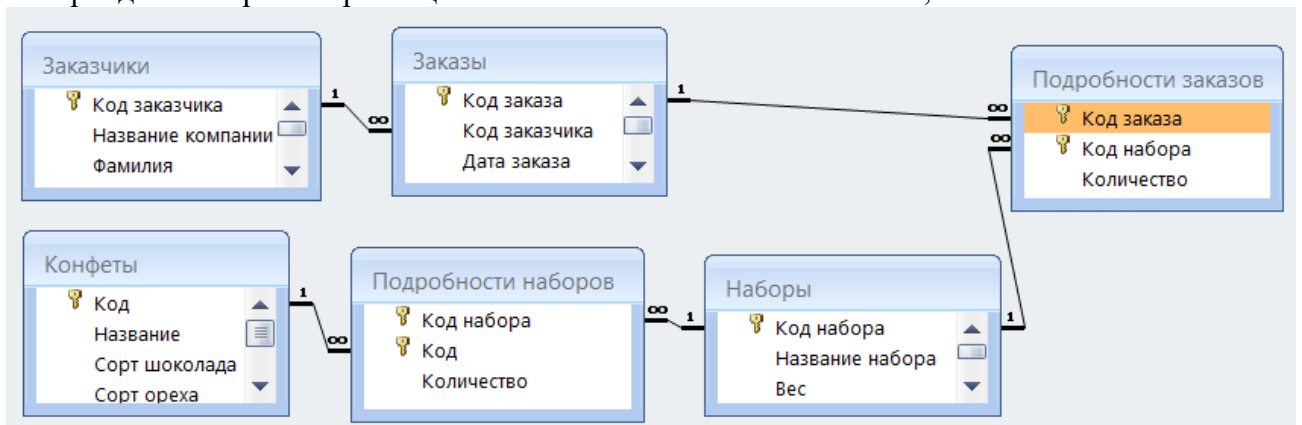 Заказчики
Код заказчика
Название компании
Фамилия
1
∞
Заказы
Код заказа
Код заказчика
Дата заказа
1
∞
Подробности заказов
Код заказа
∞
Код набора
Количество
Конфеты
Код
Название
Сорт шоколада
Сорт ореха
1
∞
Подробности наборов
Код набора
Код
Количество
∞
1
Наборы
Код набора
Название набора
Вес
1